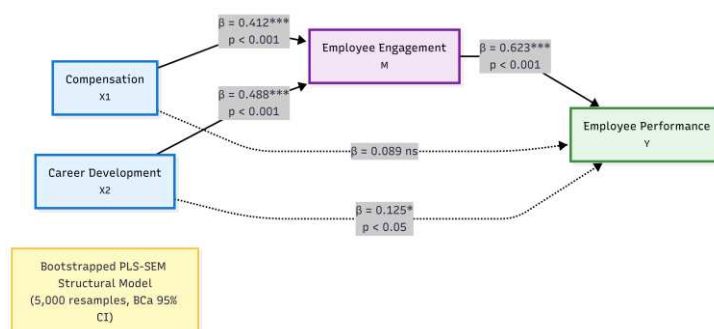 β = 0.412***
p < 0.001
Employee Engagement
M
β = 0.623***
p < 0.001
Compensation
X1
β = 0.488***
p < 0.001
Employee Performance
Y
β = 0.089 ns
Career Development
X2
β = 0.125*
p < 0.05
Bootstrapped PLS-SEM
Structural Model
(5,000 resamples, BCa 95%
CI)